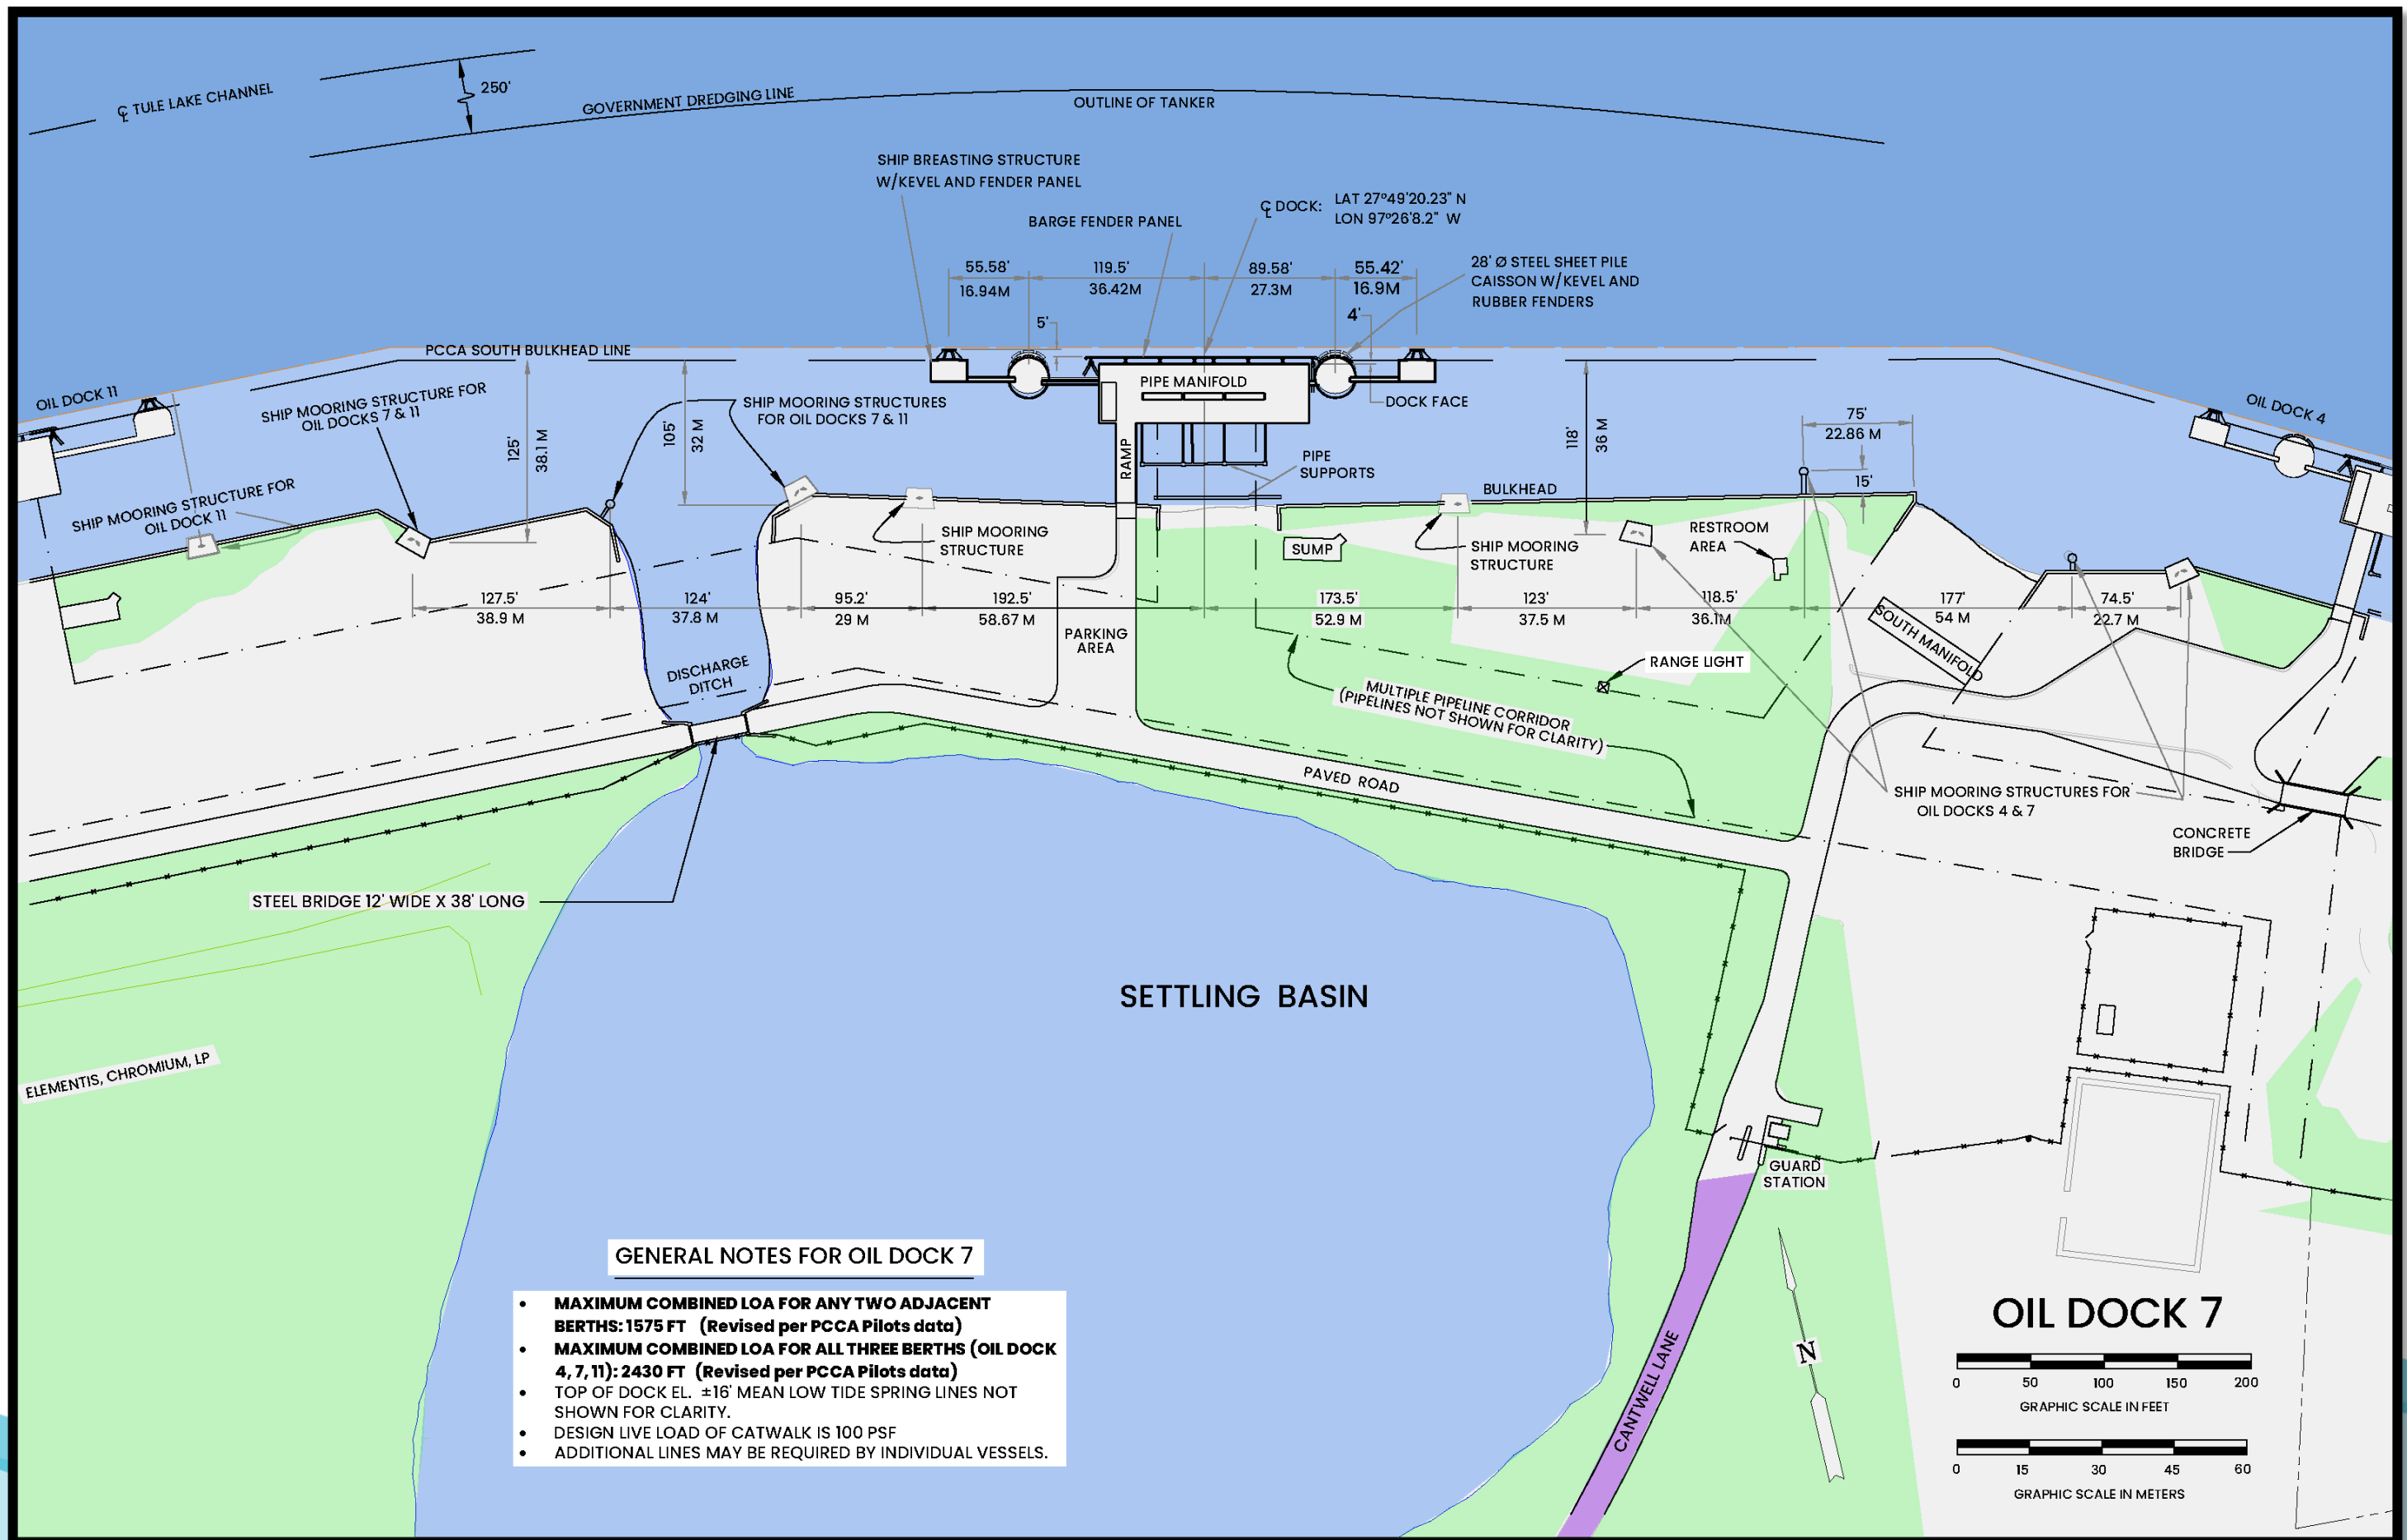 ℄ TULE LAKE CHANNEL
250'
GOVERNMENT DREDGING LINE
OUTLINE OF TANKER
SHIP BREASTING STRUCTURE
W/KEVEL AND FENDER PANEL
BARGE FENDER PANEL
℄ DOCK: LAT 27°49'20.23" N
LON 97°26'8.2" W
28' Ø STEEL SHEET PILE
CAISSON W/KEVEL AND
RUBBER FENDERS
55.58'
16.94M
119.5'
36.42M
89.58'
27.3M
55.42'
16.9M
5'
4'
PCCA SOUTH BULKHEAD LINE
OIL DOCK 11
SHIP MOORING STRUCTURE FOR
OIL DOCKS 7 & 11
SHIP MOORING STRUCTURE FOR
OIL DOCK 11
125'
38.1 M
105'
32 M
SHIP MOORING STRUCTURES
FOR OIL DOCKS 7 & 11
PIPE MANIFOLD
DOCK FACE
RAMP
PIPE
SUPPORTS
118'
36 M
75'
22.86 M
15'
OIL DOCK 4
BULKHEAD
SHIP MOORING
STRUCTURE
SUMP
SHIP MOORING
STRUCTURE
RESTROOM
AREA
127.5'
38.9 M
124'
37.8 M
95.2'
29 M
192.5'
58.67 M
173.5'
52.9 M
123'
37.5 M
118.5'
36.1M
177'
54 M
74.5'
22.7 M
PARKING
AREA
SOUTH MANIFOLD
DISCHARGE
DITCH
RANGE LIGHT
MULTIPLE PIPELINE CORRIDOR
(PIPELINES NOT SHOWN FOR CLARITY)
PAVED ROAD
SHIP MOORING STRUCTURES FOR
OIL DOCKS 4 & 7
CONCRETE
BRIDGE
STEEL BRIDGE 12' WIDE X 38' LONG
SETTLING BASIN
ELEMENTIS, CHROMIUM, LP
GUARD
STATION
CANTWELL LANE
N
GENERAL NOTES FOR OIL DOCK 7
• MAXIMUM COMBINED LOA FOR ANY TWO ADJACENT
BERTHS: 1575 FT (Revised per PCCA Pilots data)
• MAXIMUM COMBINED LOA FOR ALL THREE BERTHS (OIL DOCK
4, 7, 11): 2430 FT (Revised per PCCA Pilots data)
• TOP OF DOCK EL. ±16' MEAN LOW TIDE SPRING LINES NOT
SHOWN FOR CLARITY.
• DESIGN LIVE LOAD OF CATWALK IS 100 PSF
• ADDITIONAL LINES MAY BE REQUIRED BY INDIVIDUAL VESSELS.
OIL DOCK 7
0 50 100 150 200
GRAPHIC SCALE IN FEET
0 15 30 45 60
GRAPHIC SCALE IN METERS